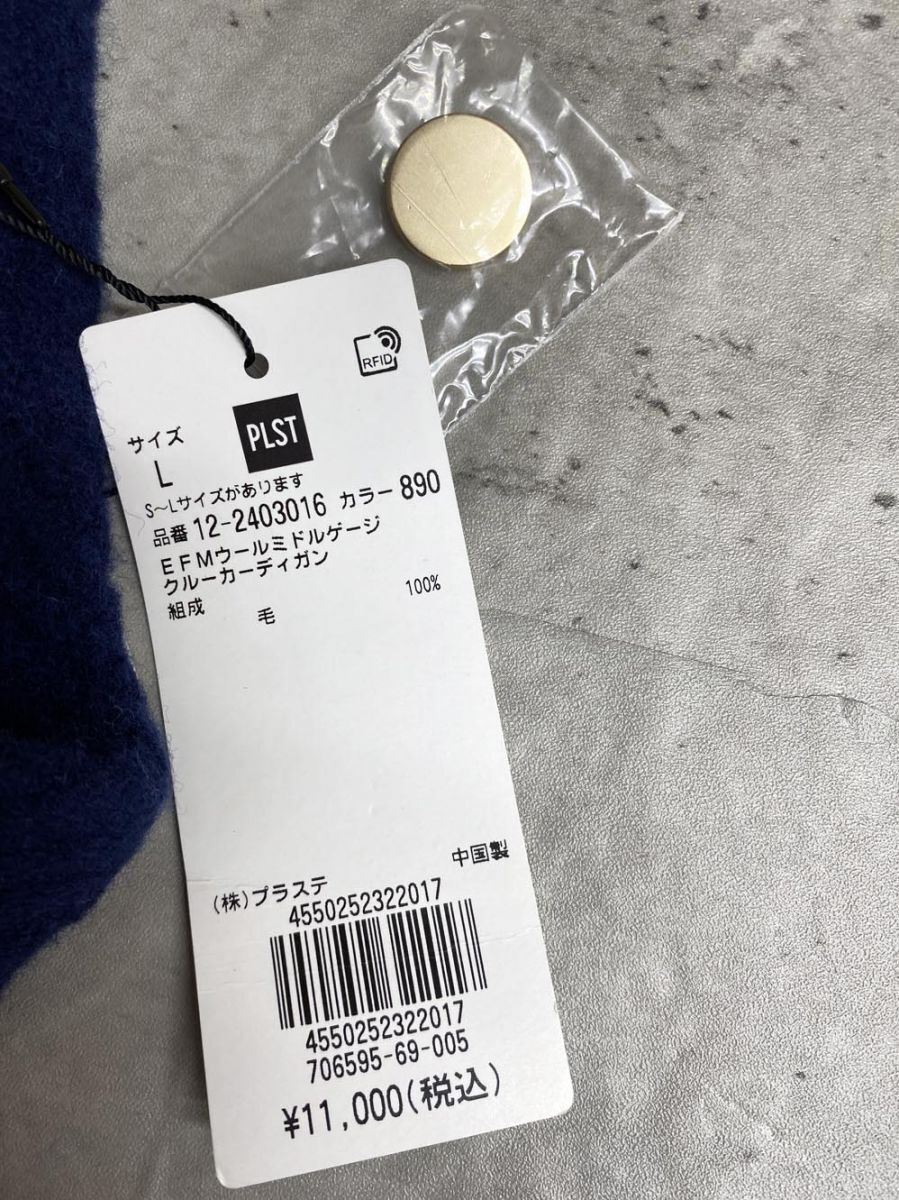 RFID
サイズ
PLST
L
S〜Lサイズがあります
品番 12-2403016 カラー 890
EFMウールミドルゲージ
クルーカーディガン
組成 毛 100%
中国製
(株)プラステ
4550252322017
4550252322017
706595-69-005
¥11,000(税込)